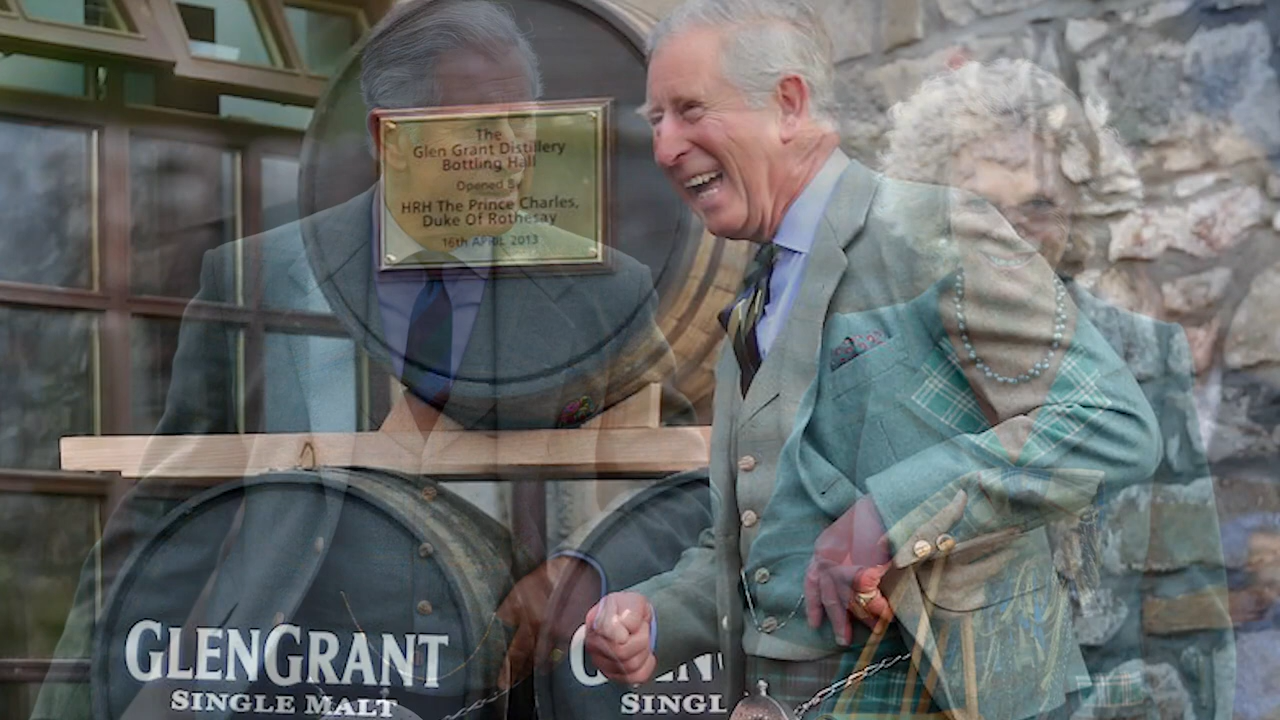 The
Glen Grant Distillery
Bottling Hall
Opened By
HRH The Prince Charles,
Duke Of Rothesay
16th APRIL 2013
GLENGRANT
SINGLE MALT
GLEN
SINGL